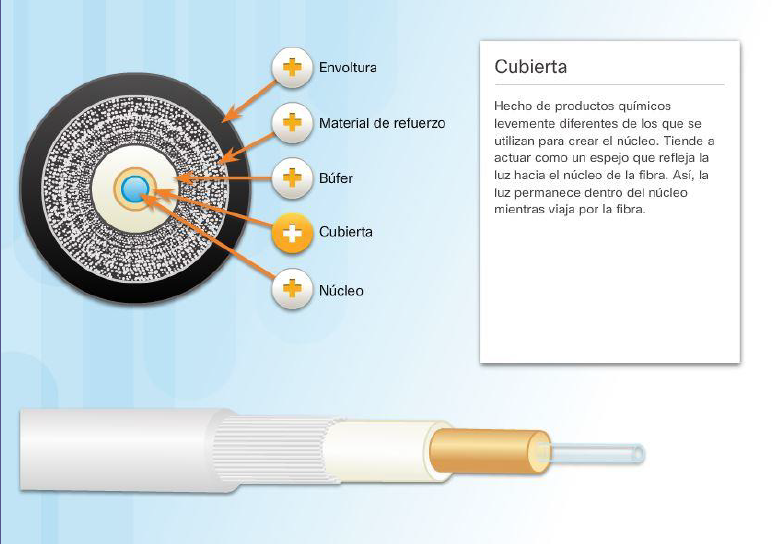 Envoltura
Material de refuerzo
Búfer
Cubierta
Núcleo
Cubierta
Hecho de productos químicos
levemente diferentes de los que se
utilizan para crear el núcleo. Tiende a
actuar como un espejo que refleja la
luz hacia el núcleo de la fibra. Así, la
luz permanece dentro del núcleo
mientras viaja por la fibra.